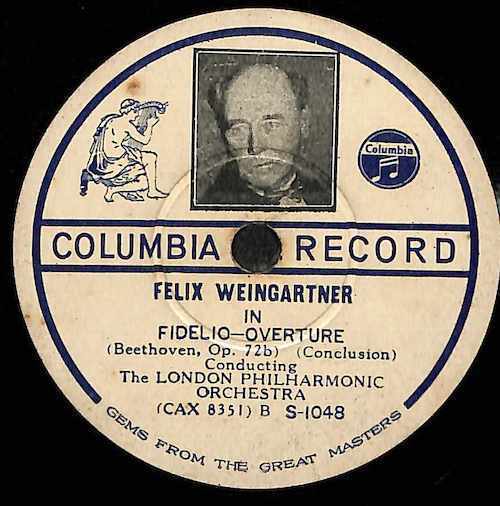 Columbia
COLUMBIA RECORD
FELIX WEINGARTNER
IN
FIDELIO—OVERTURE
(Beethoven, Op. 72b) (Conclusion)
Conducting
The LONDON PHILHARMONIC
ORCHESTRA
(CAX 8351) B S-1048
GEMS FROM THE GREAT MASTERS